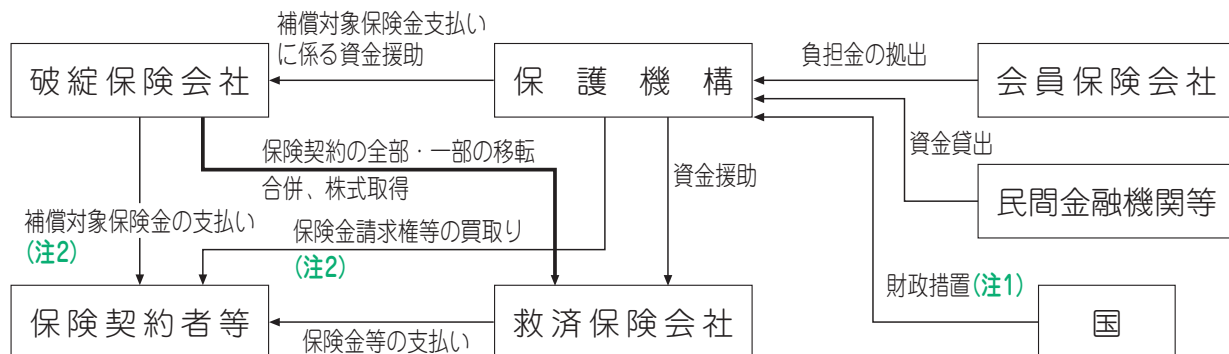 補償対象保険金支払い
に係る資金援助
破綻保険会社
保護機構
負担金の拠出
会員保険会社
保険契約の全部・一部の移転
合併、株式取得
資金援助
資金貸出
民間金融機関等
補償対象保険金の支払い
(注2)
保険金請求権等の買取り
(注2)
財政措置(注1)
保険契約者等
保険金等の支払い
救済保険会社
国